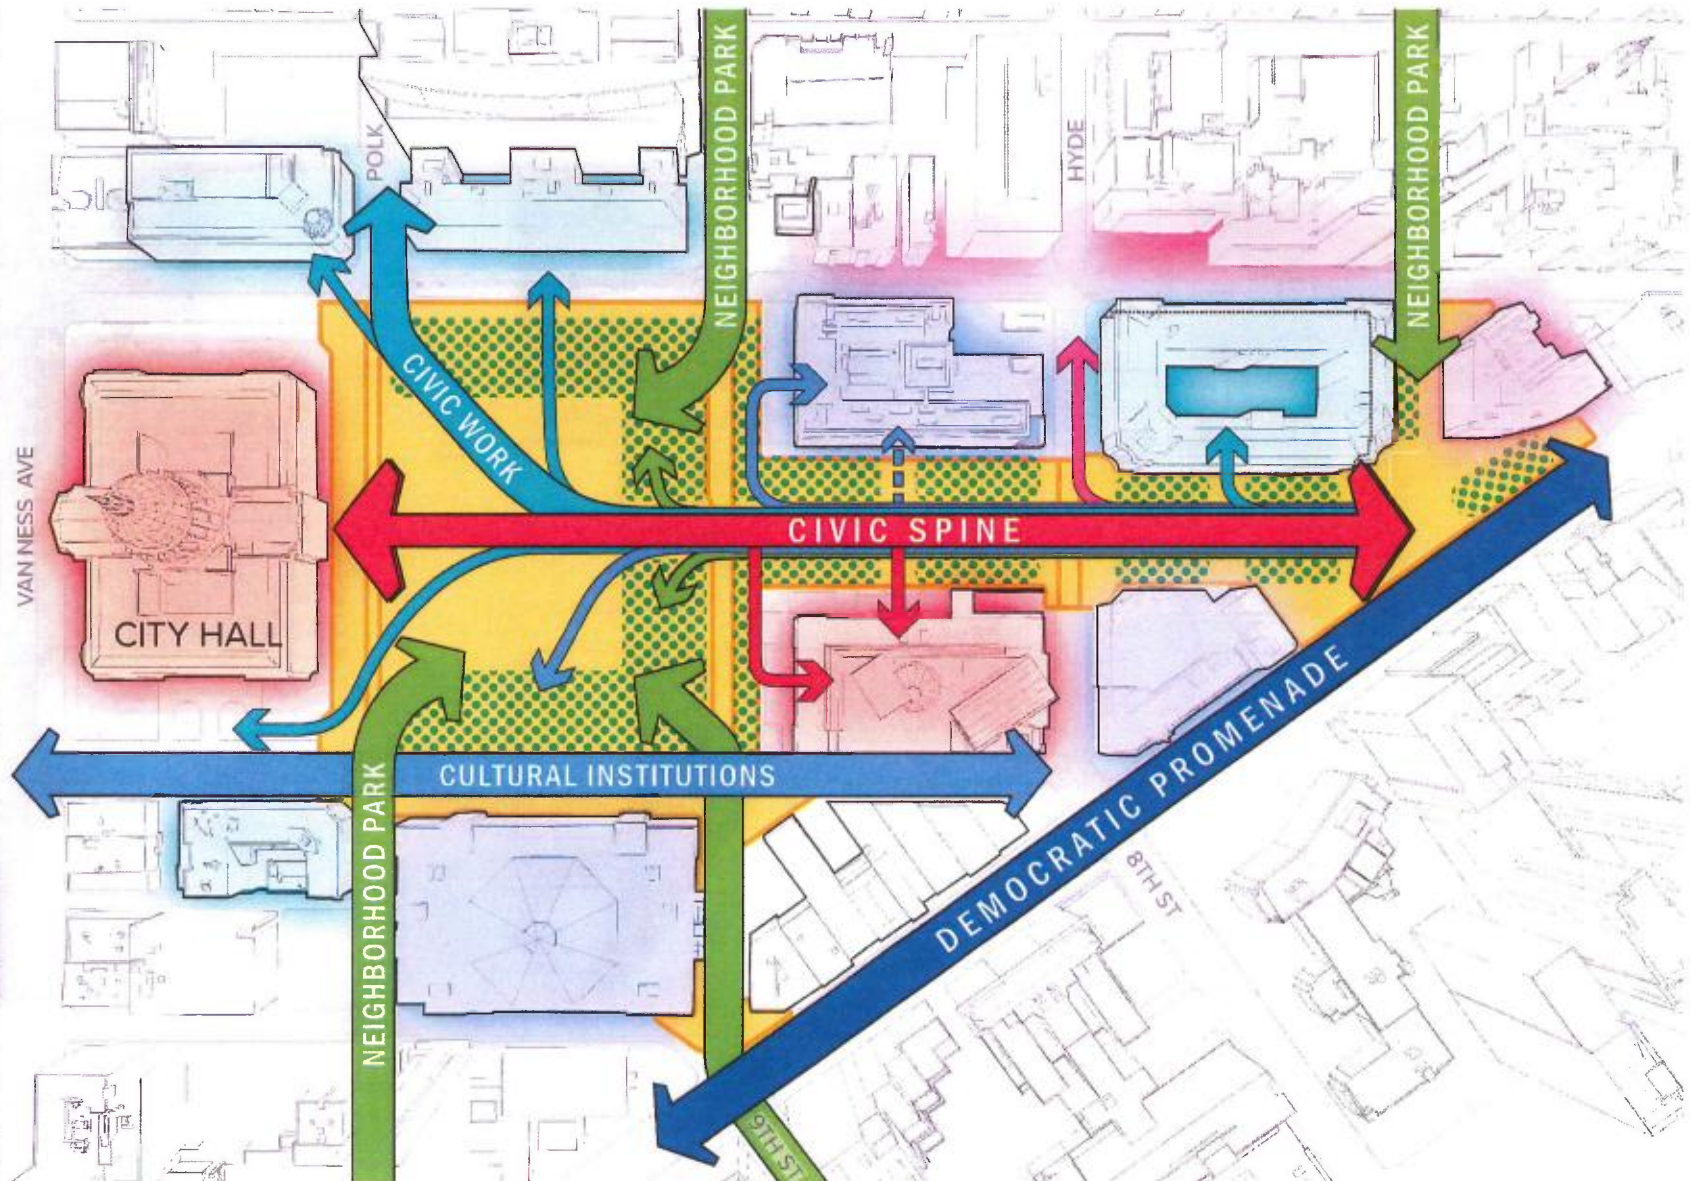 NEIGHBORHOOD PARK
NEIGHBORHOOD PARK
POLK
HYDE
CIVIC WORK
VAN NESS AVE
CIVIC SPINE
CITY HALL
CULTURAL INSTITUTIONS
DEMOCRATIC PROMENADE
NEIGHBORHOOD PARK
8TH ST
9TH ST